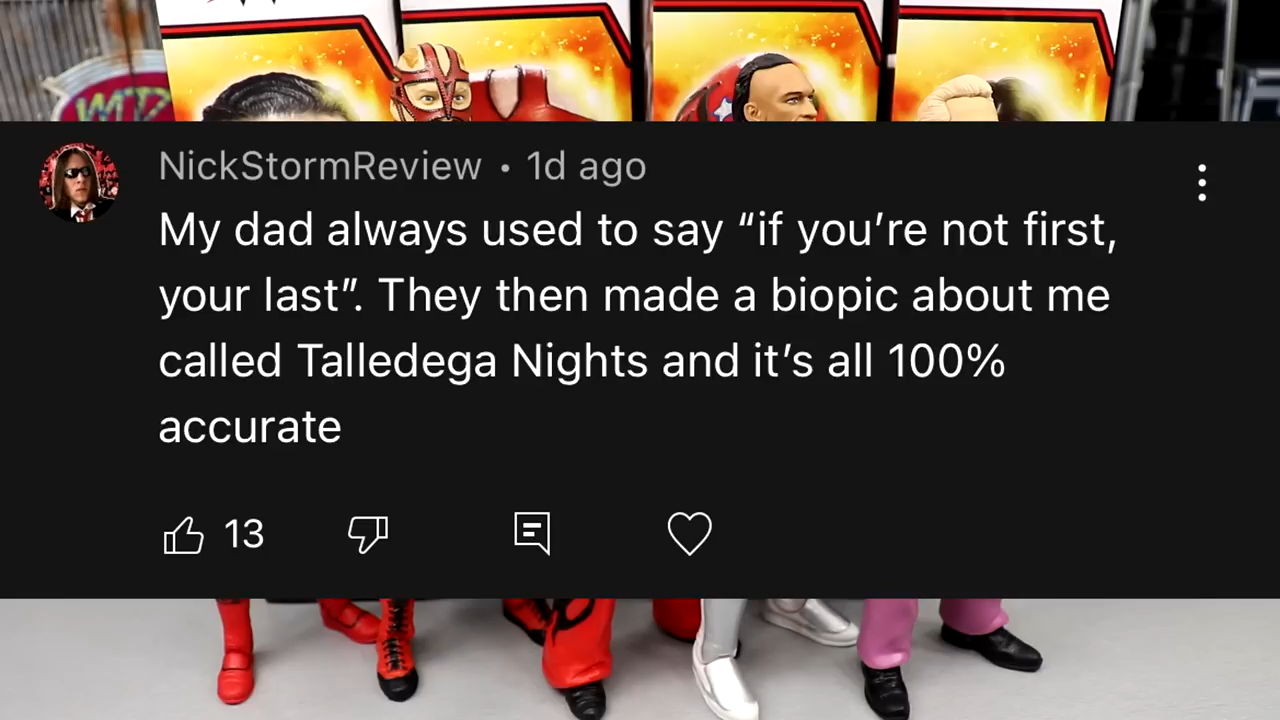 NickStormReview • 1d ago
My dad always used to say “if you’re not first,
your last”. They then made a biopic about me
called Talledega Nights and it’s all 100%
accurate
13